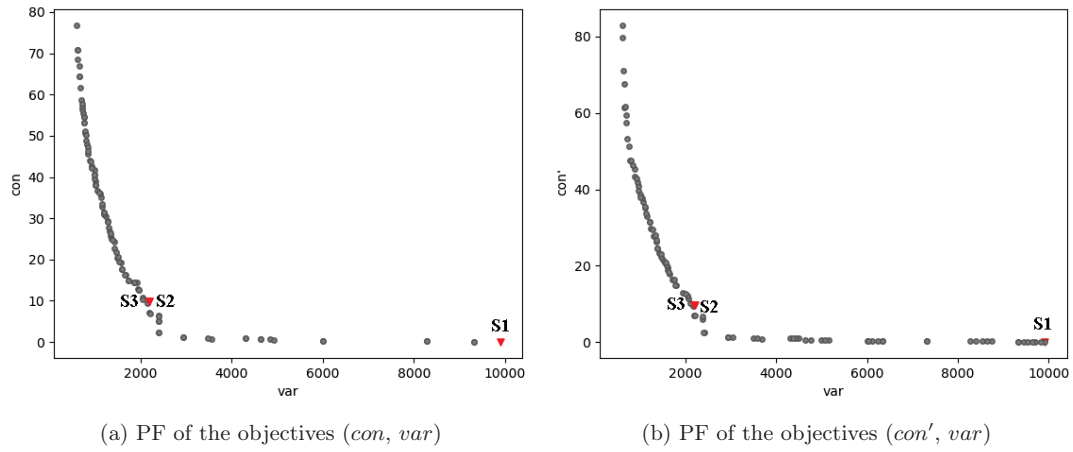 80
70
60
50
40
30
20
10
0
con
S3 S2
S1
2000 4000 6000 8000 10000
var
(a) PF of the objectives (con, var)
80
60
40
20
0
con'
S3 S2
S1
2000 4000 6000 8000 10000
var
(b) PF of the objectives (con′, var)